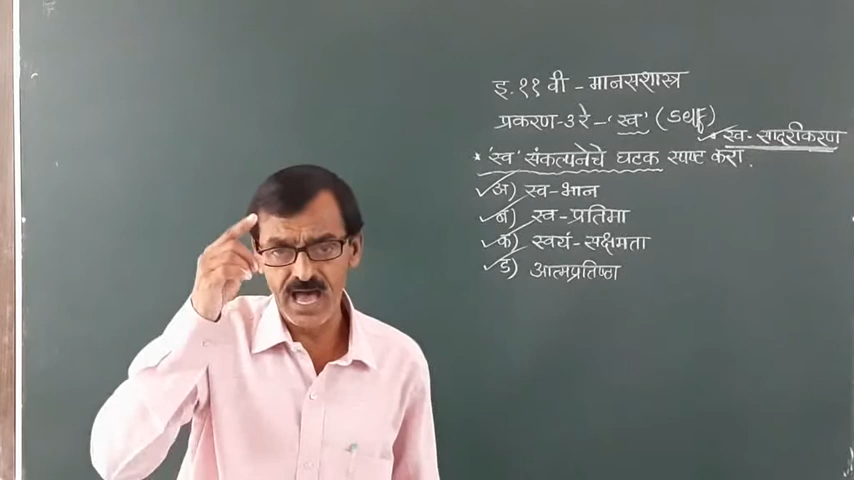 इ. ११ वी - मानसशास्त्र
प्रकरण - ३ रे - 'स्व' (self)
स्व - सादरीकरण
* 'स्व' संकल्पनेचे घटक स्पष्ट करा.
अ) स्व - भान
ब) स्व - प्रतिमा
क) स्वयं - सक्षमता
ड) आत्मप्रतिष्ठा